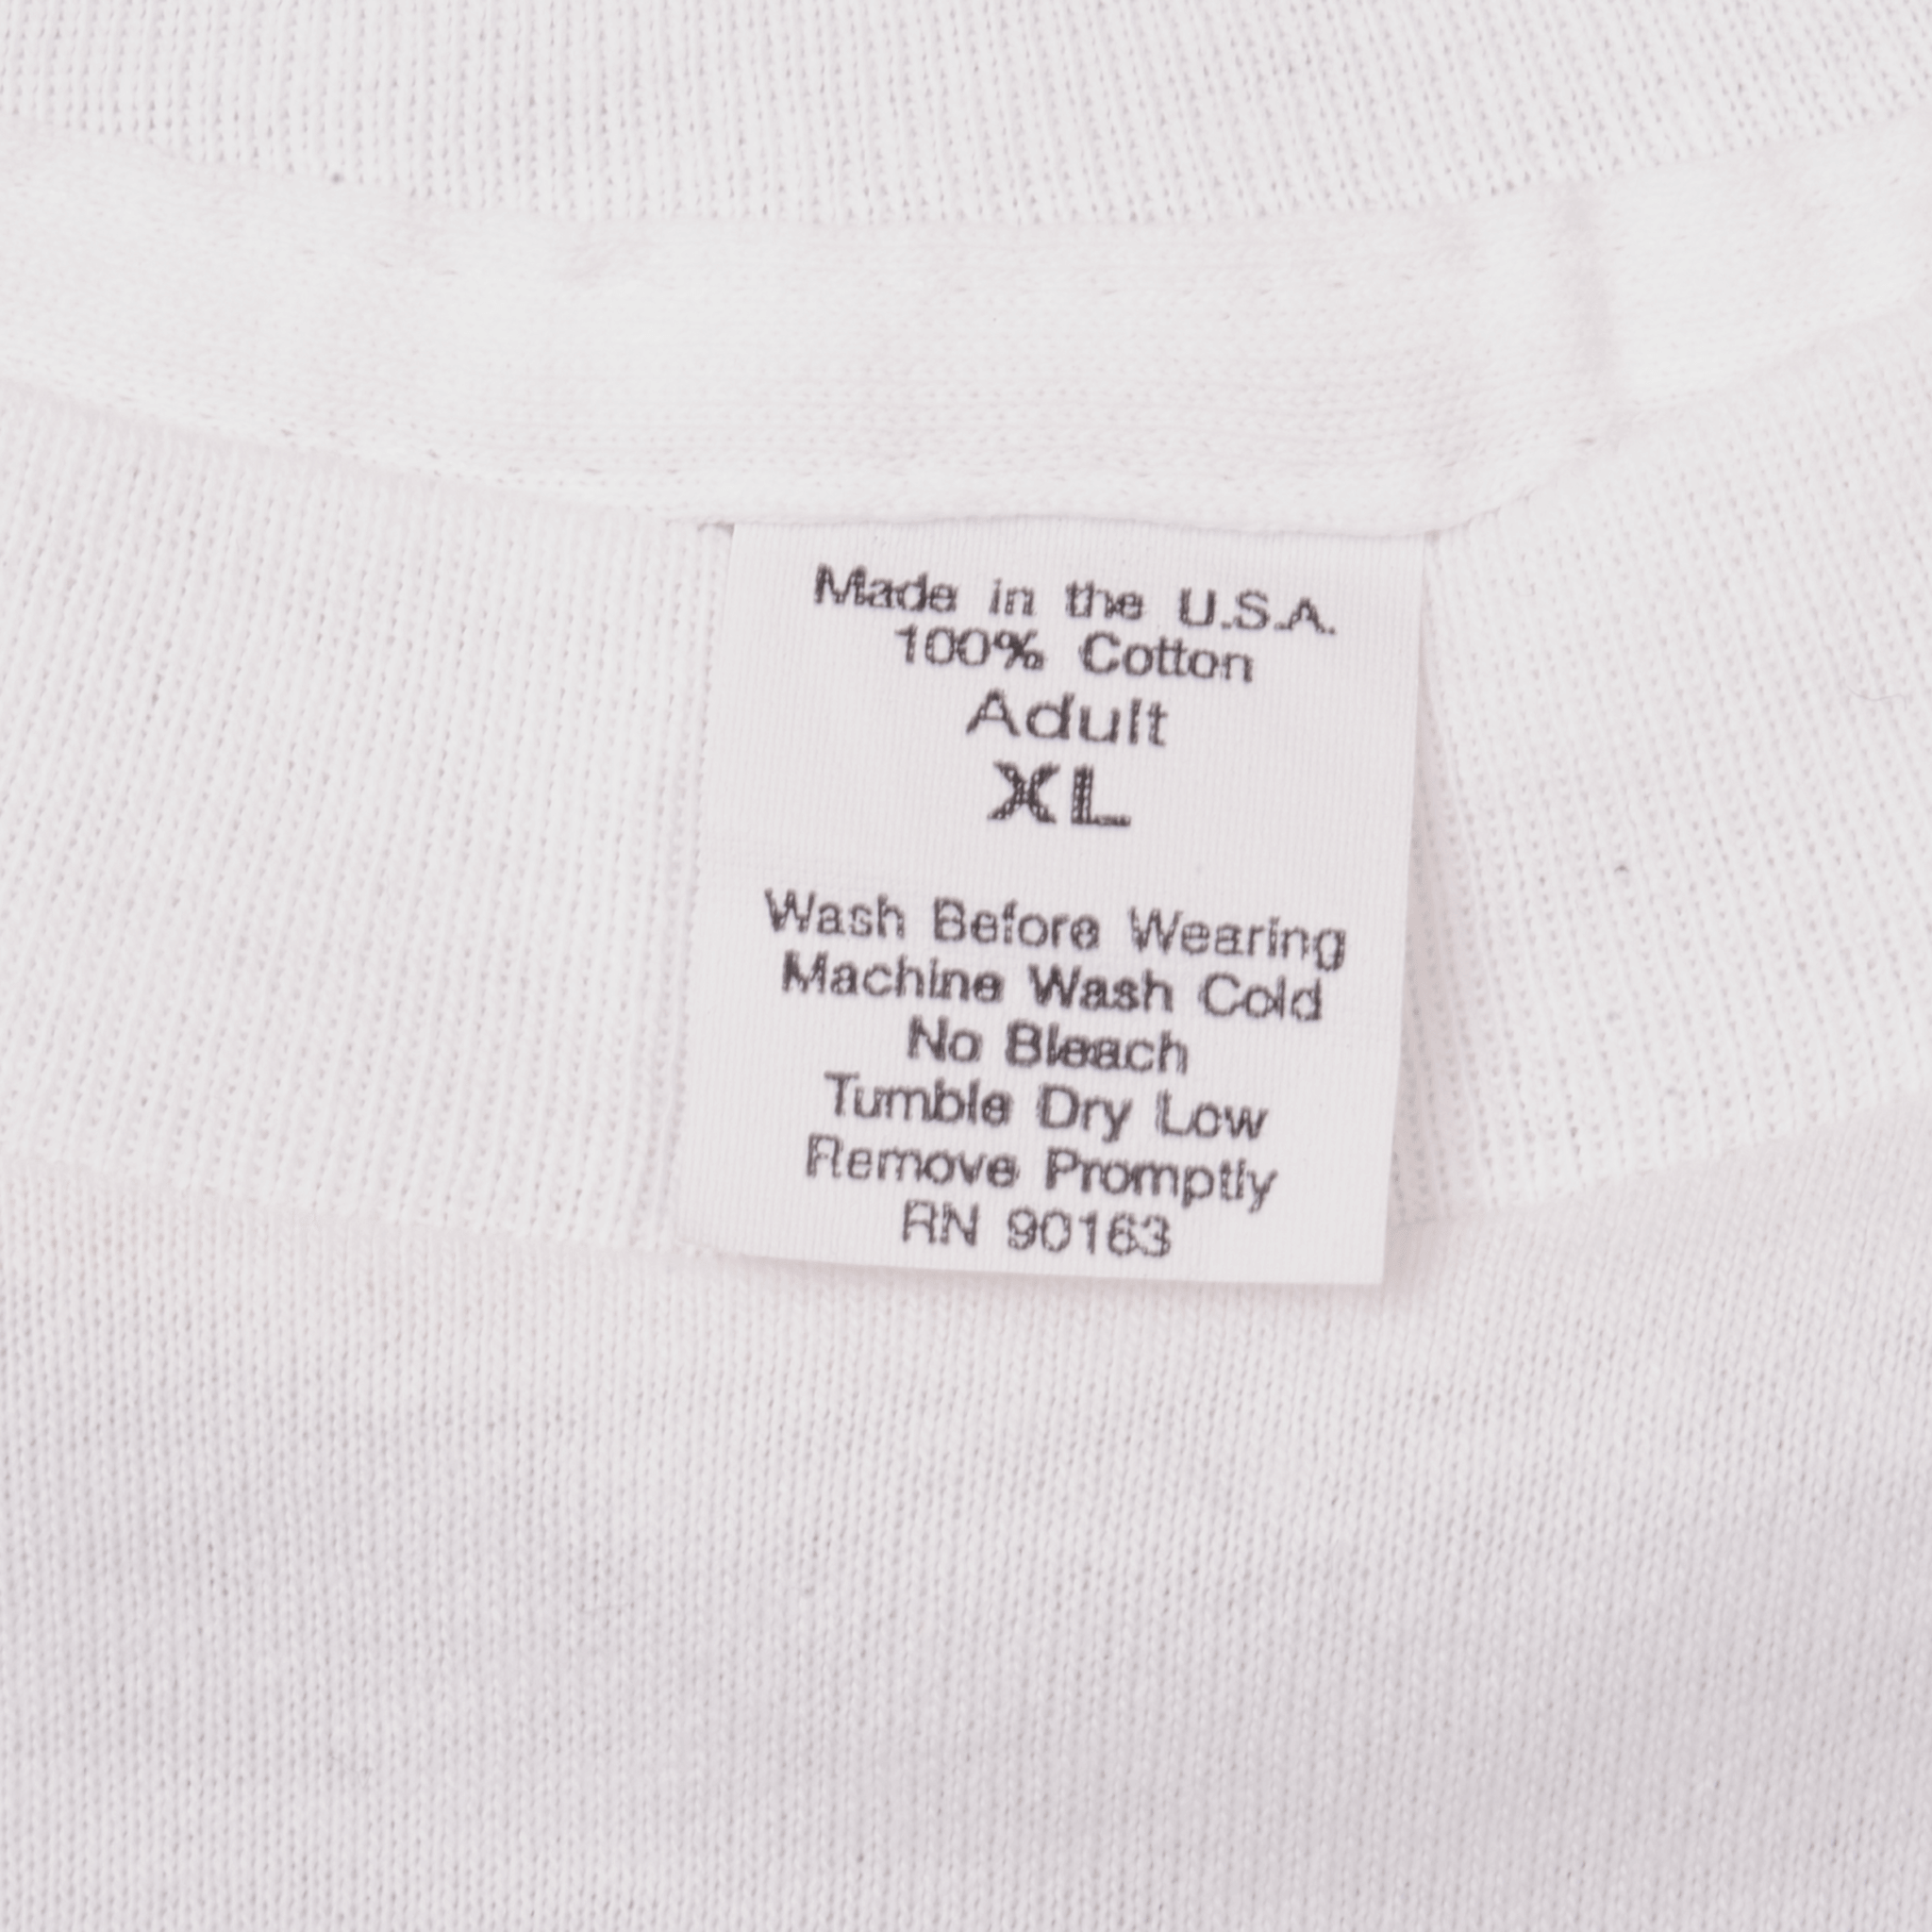 Made in the U.S.A.
100% Cotton
Adult
XL
Wash Before Wearing
Machine Wash Cold
No Bleach
Tumble Dry Low
Remove Promptly
RN 90163